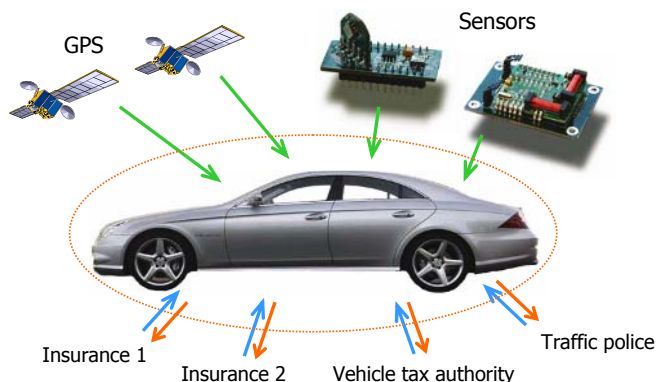 GPS
Sensors
Insurance 1
Insurance 2
Vehicle tax authority
Traffic police